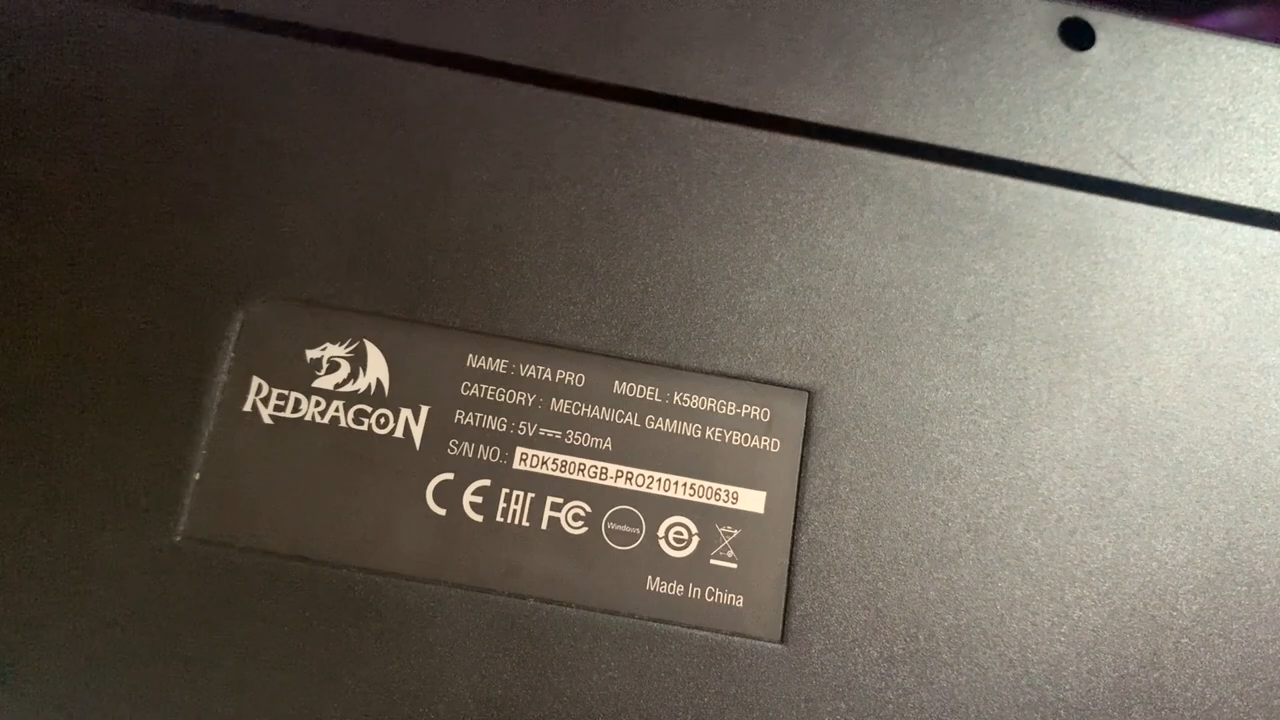 REDRAGON
NAME : VATA PRO MODEL : K580RGB-PRO
CATEGORY : MECHANICAL GAMING KEYBOARD
RATING : 5V⎓350mA
S/N NO.: RDK580RGB-PRO21011500639
CE EAC FC Windows e
Made In China